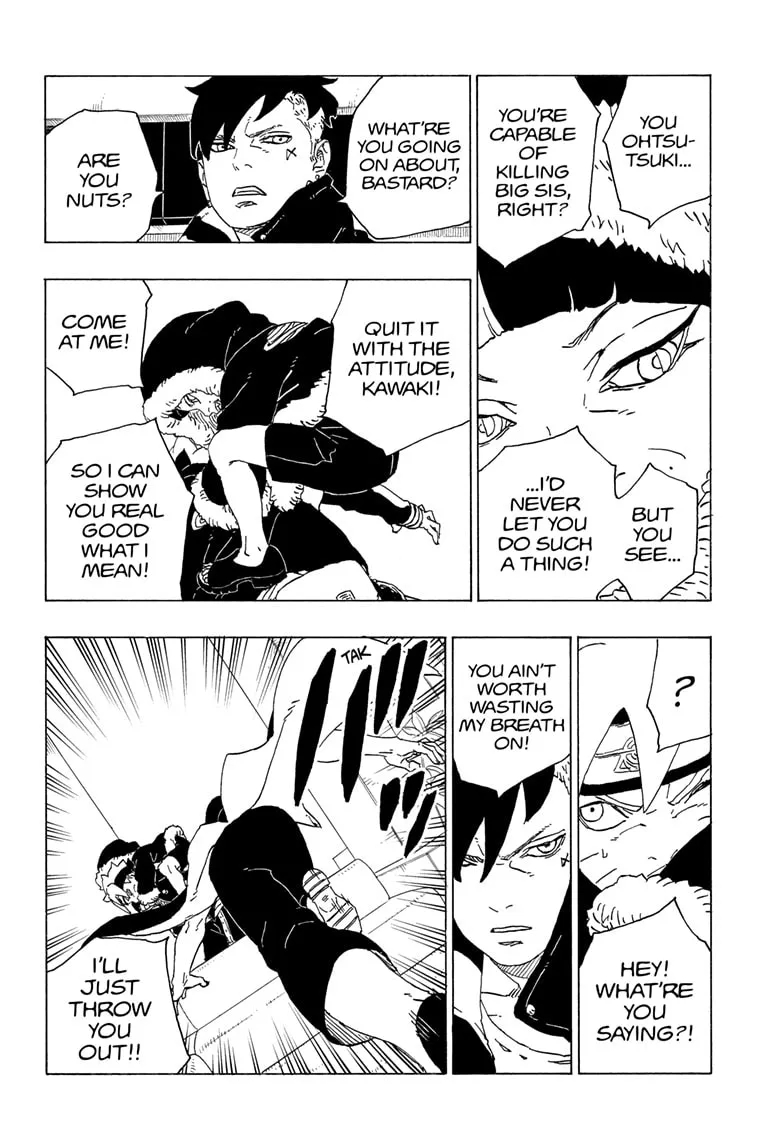 YOU
OHTSU-
TSUKI...
YOU'RE
CAPABLE
OF
KILLING
BIG SIS,
RIGHT?
BUT
YOU
SEE...
...I'D
NEVER
LET YOU
DO SUCH
A THING!
WHAT'RE
YOU GOING
ON ABOUT,
BASTARD?
ARE
YOU
NUTS?
QUIT IT
WITH THE
ATTITUDE,
KAWAKI!
COME
AT ME!
SO I CAN
SHOW
YOU REAL
GOOD
WHAT I
MEAN!
?
HEY!
WHAT'RE
YOU
SAYING?!
YOU AIN'T
WORTH
WASTING
MY BREATH
ON!
TAK
I'LL
JUST
THROW
YOU
OUT!!